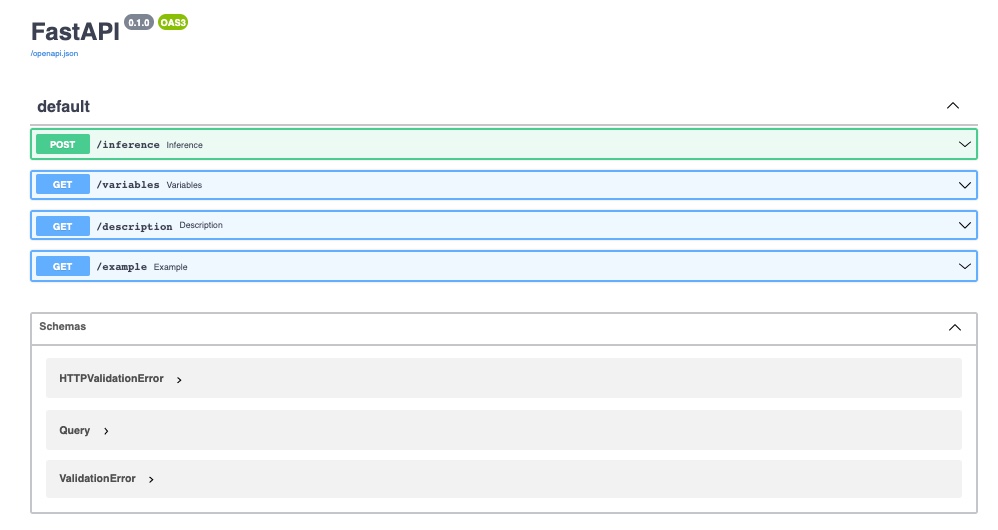 FastAPI 0.1.0 OAS3
/openapi.json
default
POST /inference Inference
GET /variables Variables
GET /description Description
GET /example Example
Schemas
HTTPValidationError
Query
ValidationError